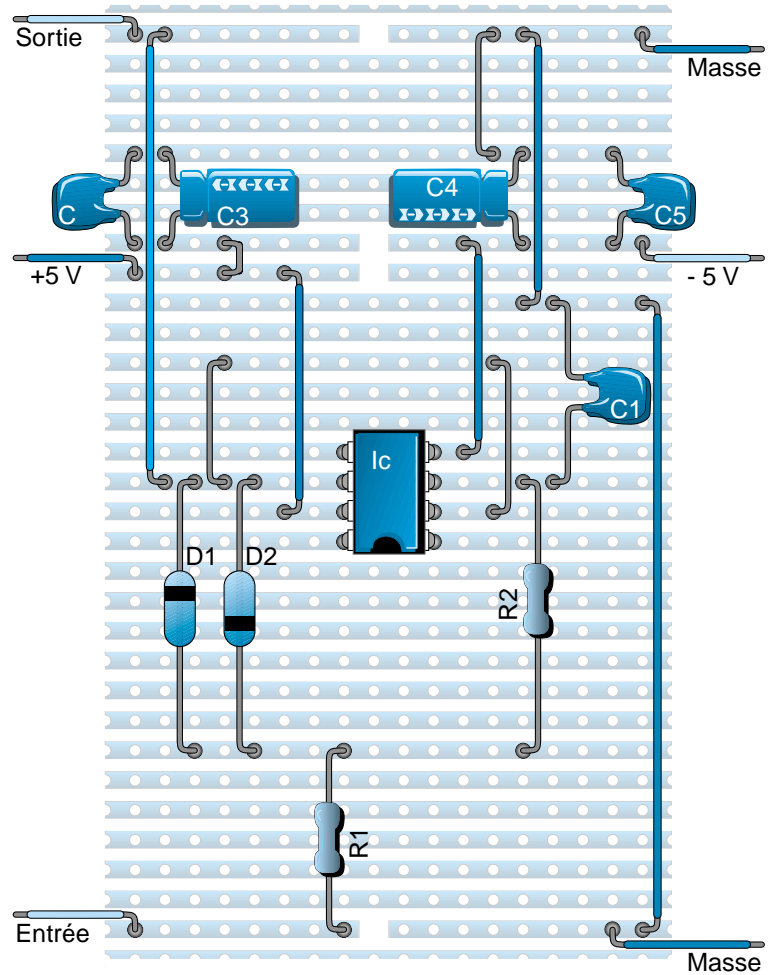 Sortie
Masse
C
C3
C4
C5
+5 V
- 5 V
C1
Ic
D1
D2
R2
R1
Entrée
Masse